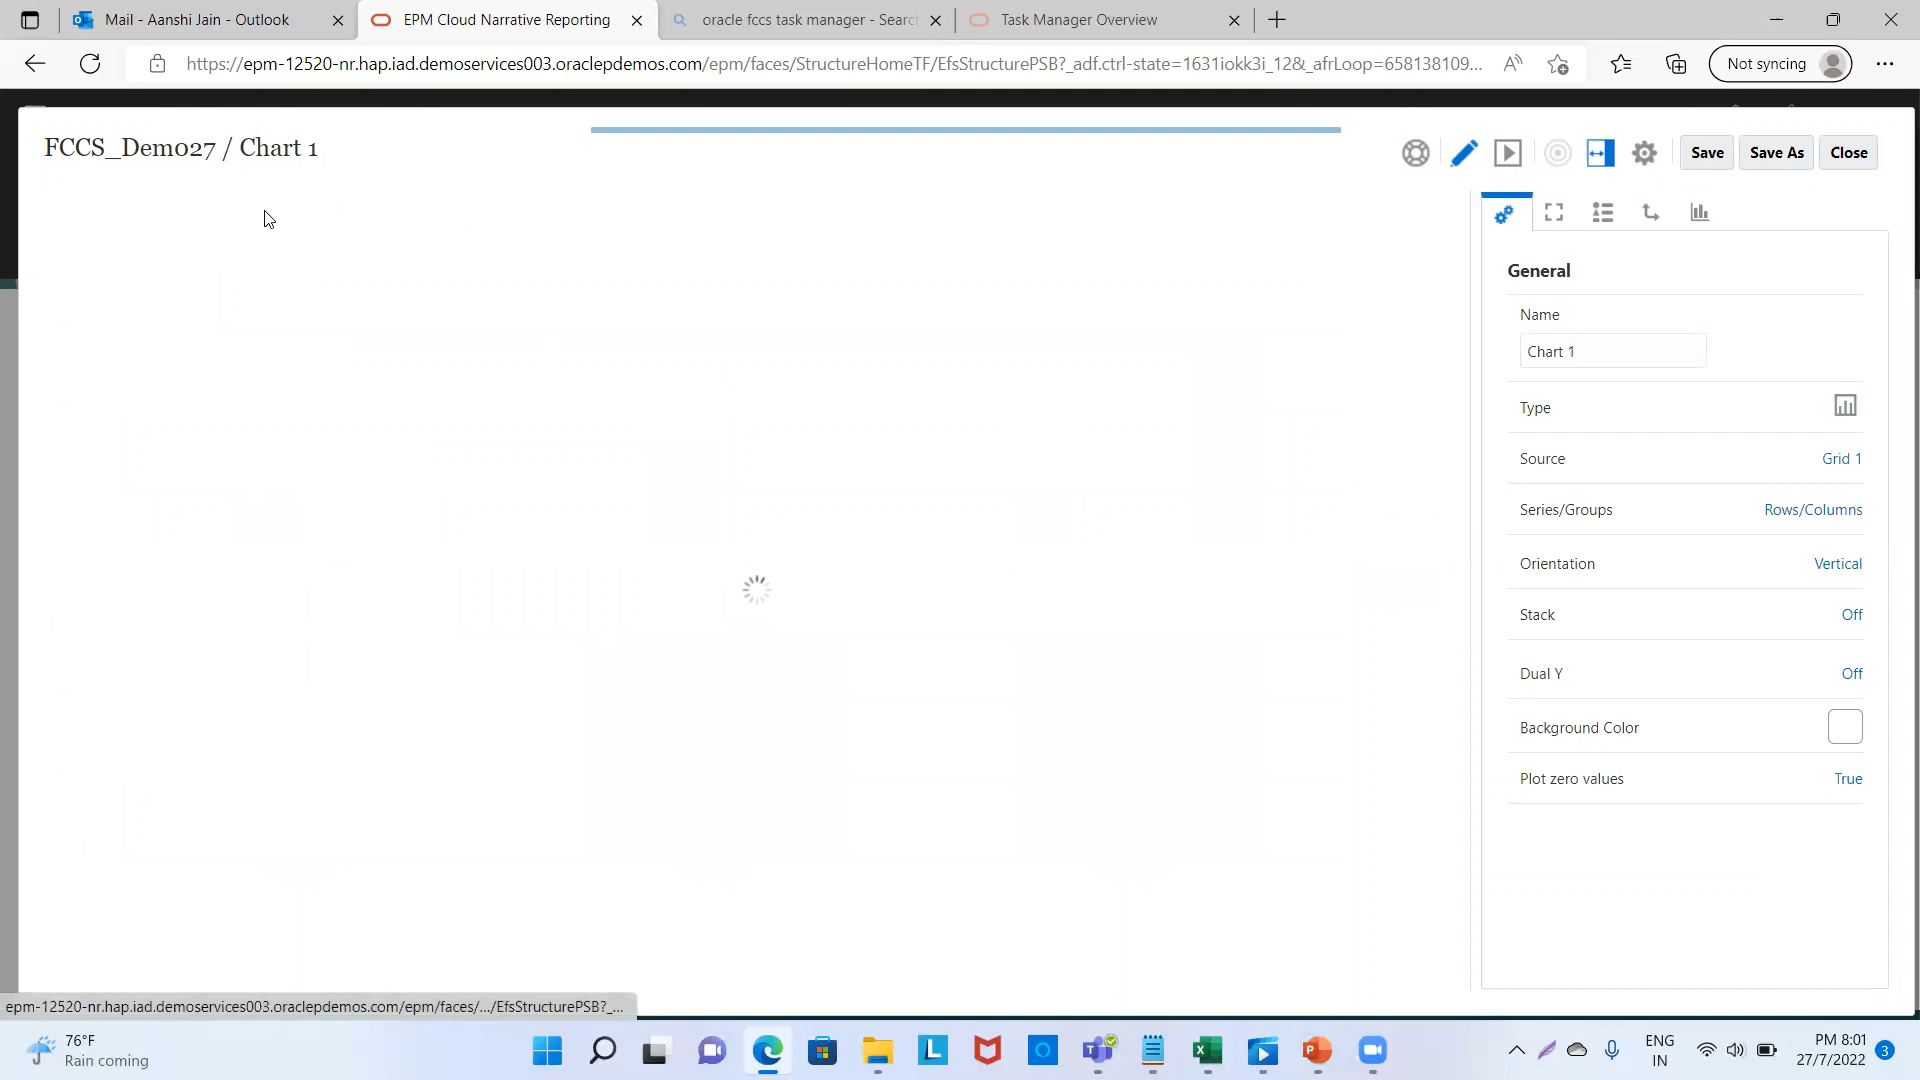 Mail - Aanshi Jain - Outlook
EPM Cloud Narrative Reporting
oracle fccs task manager - Searc
Task Manager Overview
https://epm-12520-nr.hap.iad.demoservices003.oraclepdemos.com/epm/faces/StructureHomeTF/EfsStructurePSB?_adf.ctrl-state=1631iokk3i_12&_afrLoop=658138109...
Not syncing
FCCS_Demo27 / Chart 1
Save
Save As
Close
General
Name
Chart 1
Type
Source
Grid 1
Series/Groups
Rows/Columns
Orientation
Vertical
Stack
Off
Dual Y
Off
Background Color
Plot zero values
True
epm-12520-nr.hap.iad.demoservices003.oraclepdemos.com/epm/faces/.../EfsStructurePSB?_...
76°F
Rain coming
ENG
IN
PM 8:01
27/7/2022
3